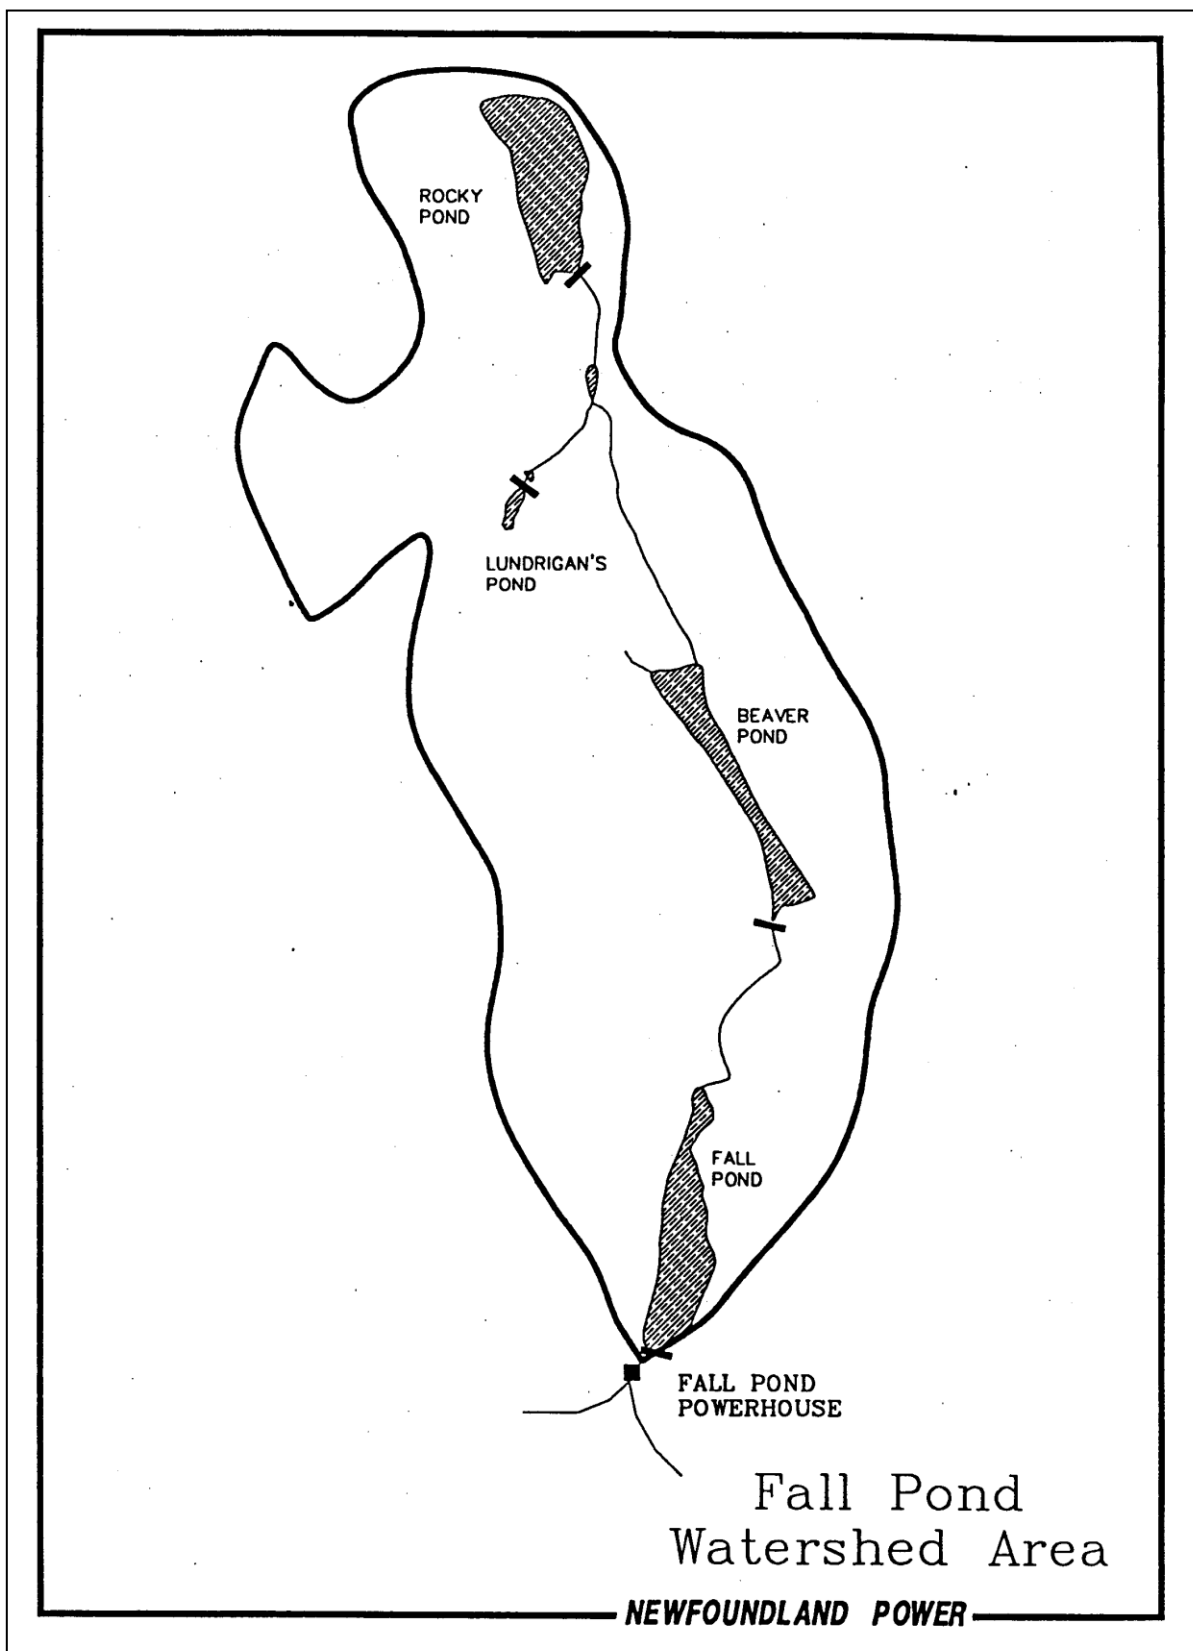 ROCKY
POND
LUNDRIGAN'S
POND
BEAVER
POND
FALL
POND
FALL POND
POWERHOUSE
Fall Pond
Watershed Area
NEWFOUNDLAND POWER